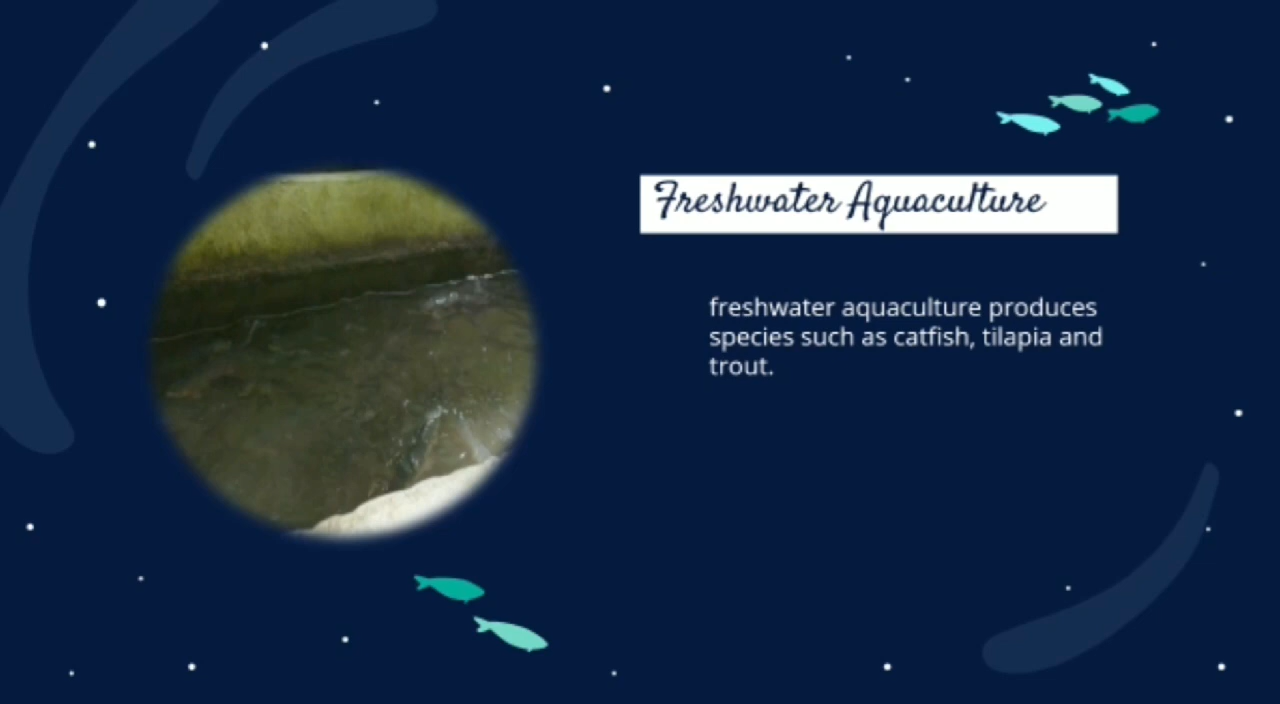 Freshwater Aquaculture
freshwater aquaculture produces
species such as catfish, tilapia and
trout.